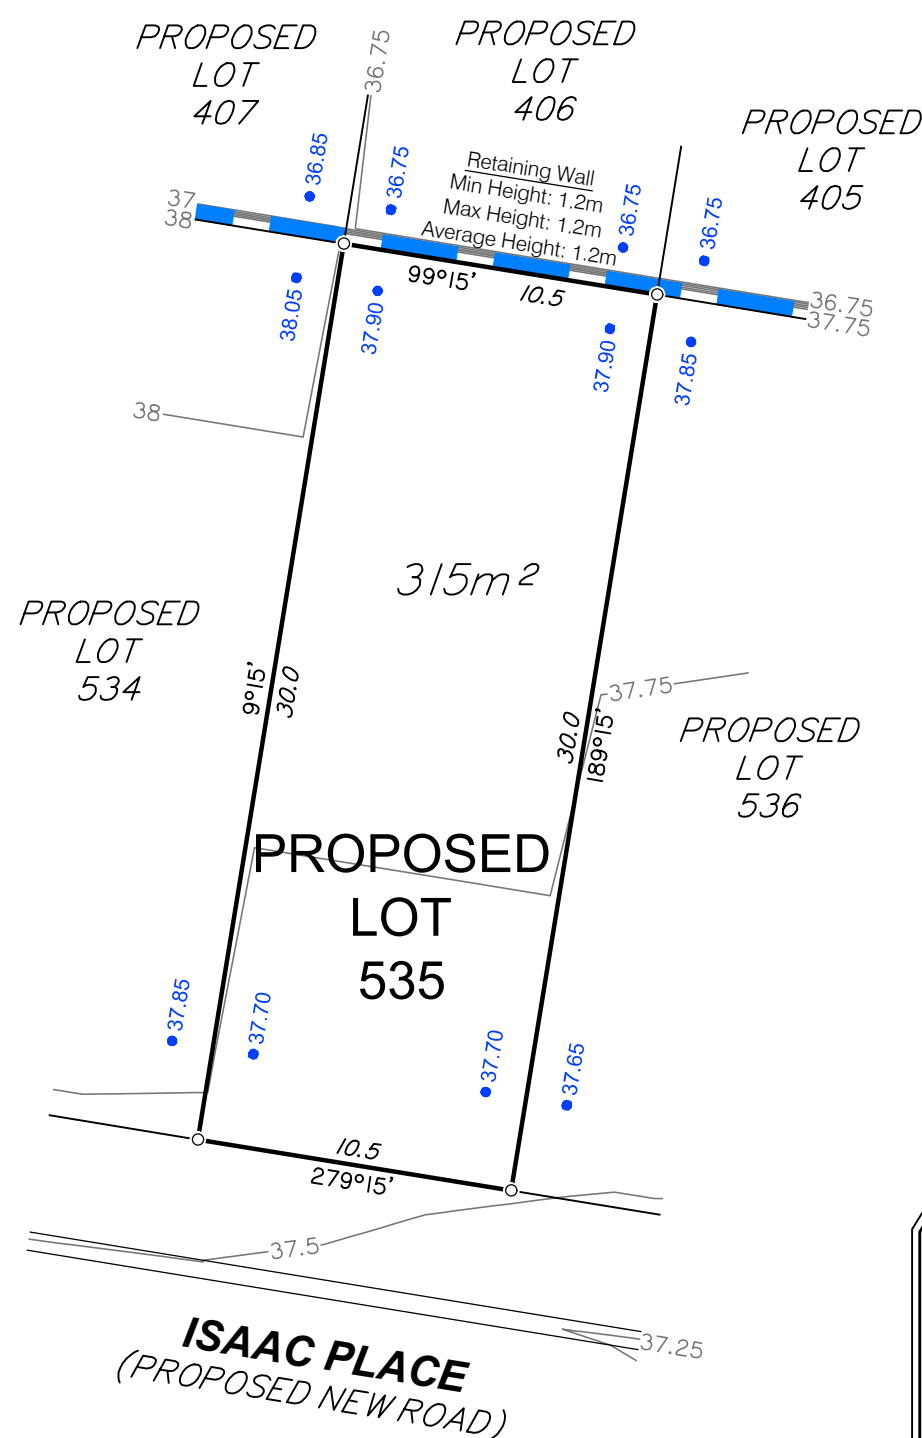 PROPOSED
LOT
407
36.75
PROPOSED
LOT
406
PROPOSED
LOT
405
36.85
36.75
Retaining Wall
Min Height: 1.2m
Max Height: 1.2m
Average Height: 1.2m
36.75
36.75
37
38
99°15'
10.5
36.75
37.75
38.05
37.90
37.90
37.85
38
315m²
PROPOSED
LOT
534
9°15'
30.0
37.75
30.0
189°15'
PROPOSED
LOT
536
PROPOSED
LOT
535
37.85
37.70
37.70
37.65
10.5
279°15'
37.5
37.25
ISAAC PLACE
(PROPOSED NEW ROAD)